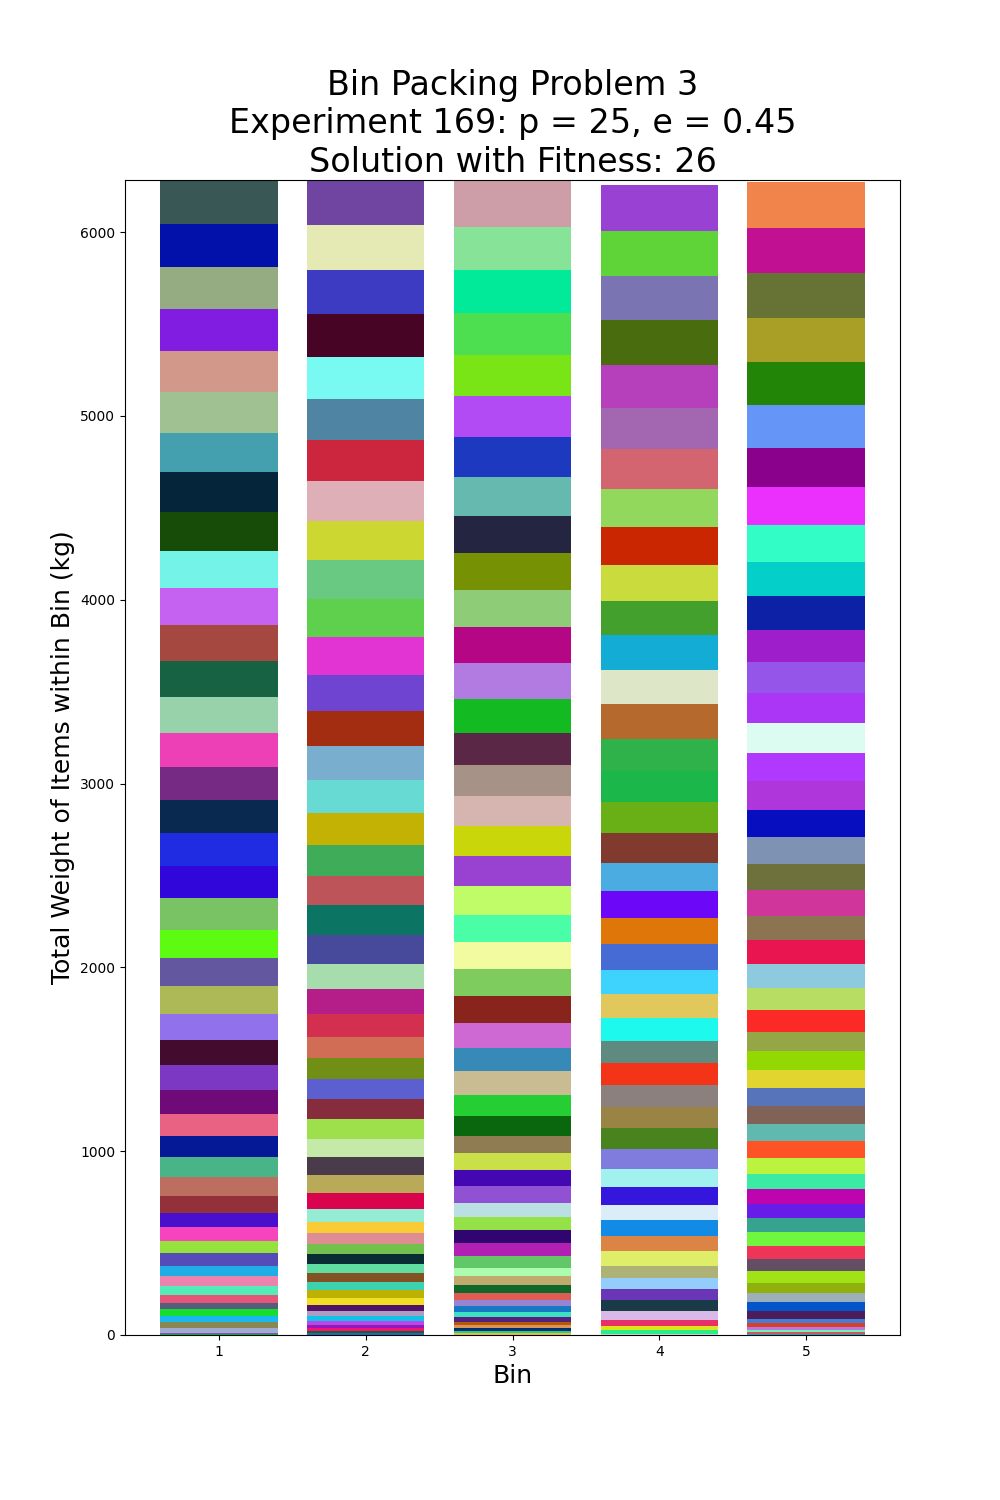 Bin Packing Problem 3
Experiment 169: p = 25, e = 0.45
Solution with Fitness: 26
Total Weight of Items within Bin (kg)
6000
5000
4000
3000
2000
1000
0
1 2 3 4 5
Bin